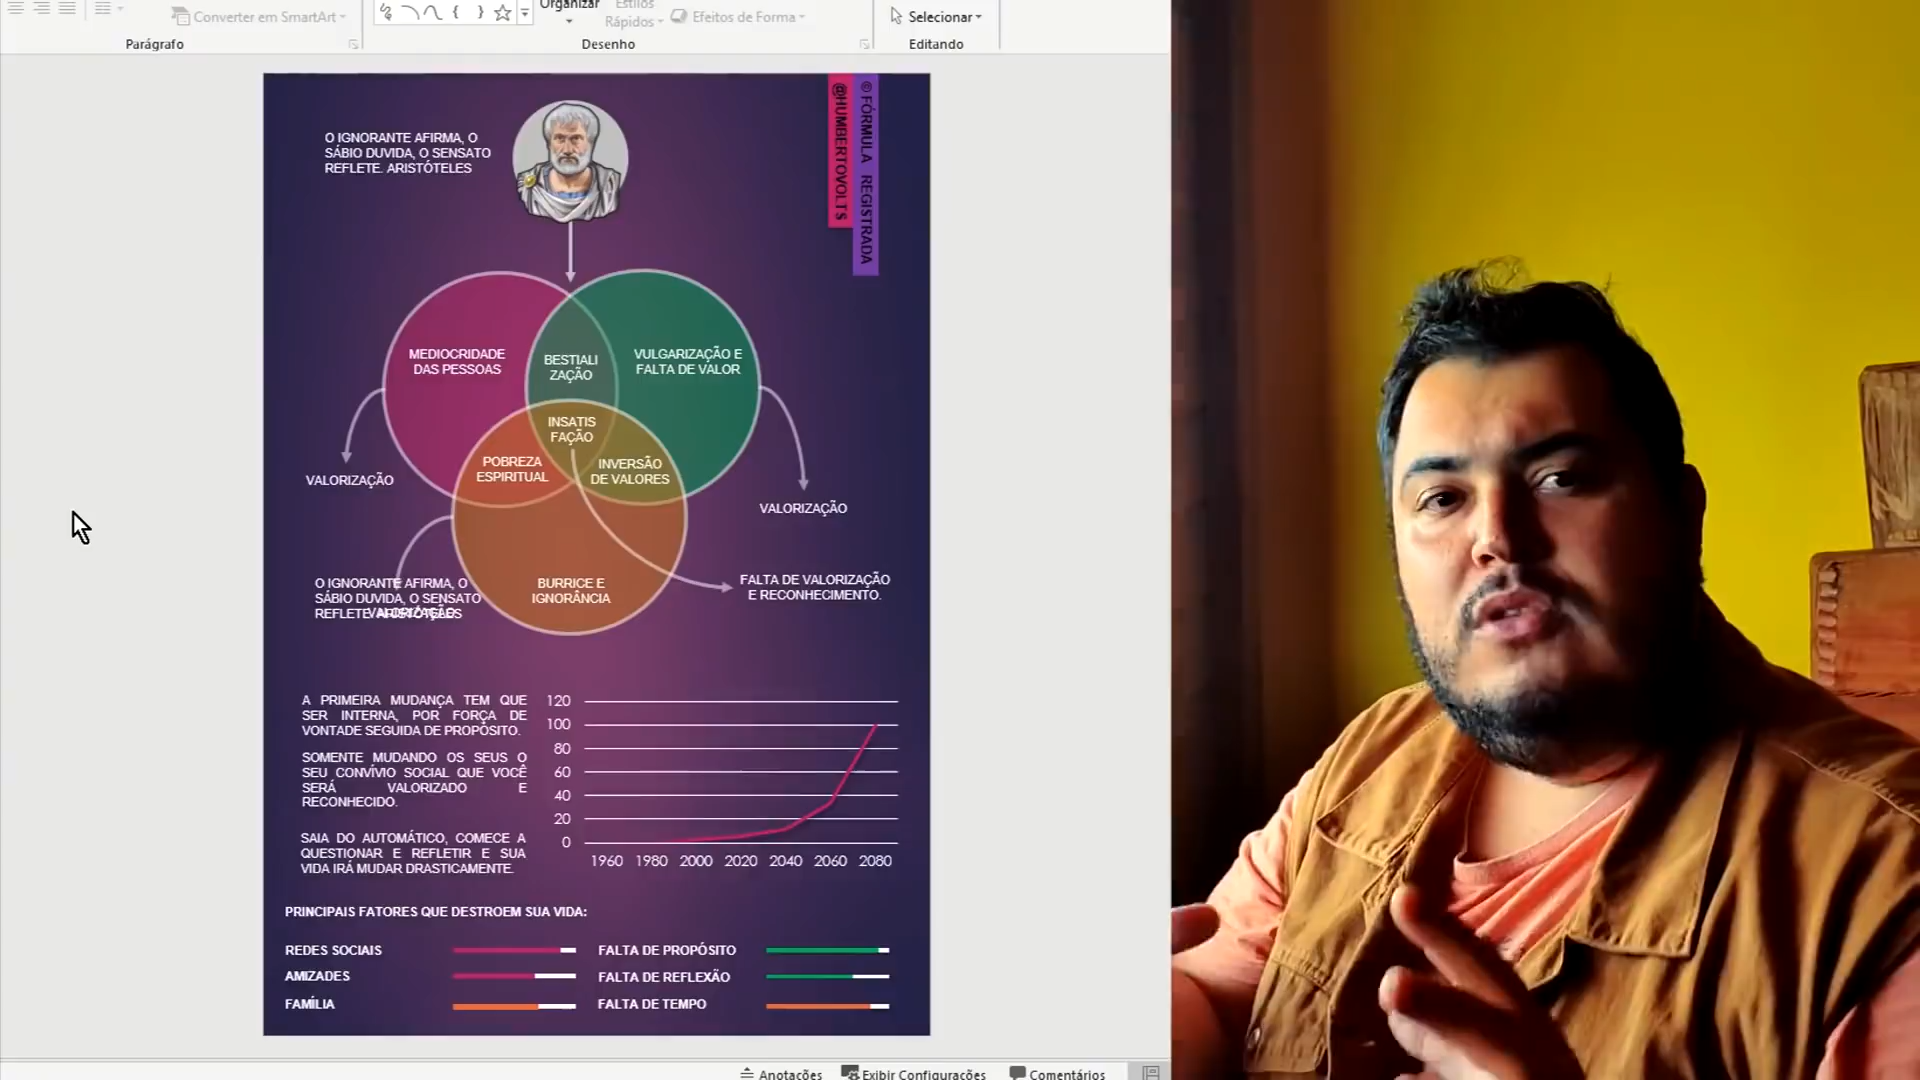 Converter em SmartArt
Organizar
Estilos
Rápidos
Efeitos de Forma
Selecionar
Parágrafo
Desenho
Editando
O IGNORANTE AFIRMA, O
SÁBIO DUVIDA, O SENSATO
REFLETE. ARISTÓTELES
@HUMBERTOVOLTS
© FÓRMULA REGISTRADA
MEDIOCRIDADE
DAS PESSOAS
BESTIALI
ZAÇÃO
VULGARIZAÇÃO E
FALTA DE VALOR
INSATIS
FAÇÃO
POBREZA
ESPIRITUAL
INVERSÃO
DE VALORES
VALORIZAÇÃO
VALORIZAÇÃO
BURRICE E
IGNORÂNCIA
FALTA DE VALORIZAÇÃO
E RECONHECIMENTO.
O IGNORANTE AFIRMA, O
SÁBIO DUVIDA, O SENSATO
REFLETE. ARISTÓTELES
VALORIZAÇÃO
A PRIMEIRA MUDANÇA TEM QUE
SER INTERNA, POR FORÇA DE
VONTADE SEGUIDA DE PROPÓSITO.
SOMENTE MUDANDO OS SEUS O
SEU CONVÍVIO SOCIAL QUE VOCÊ
SERÁ VALORIZADO E
RECONHECIDO.
SAIA DO AUTOMÁTICO, COMECE A
QUESTIONAR E REFLETIR E SUA
VIDA IRÁ MUDAR DRASTICAMENTE.
120
100
80
60
40
20
0
1960 1980 2000 2020 2040 2060 2080
PRINCIPAIS FATORES QUE DESTROEM SUA VIDA:
REDES SOCIAIS
AMIZADES
FAMÍLIA
FALTA DE PROPÓSITO
FALTA DE REFLEXÃO
FALTA DE TEMPO
Anotações
Exibir Configurações
Comentários